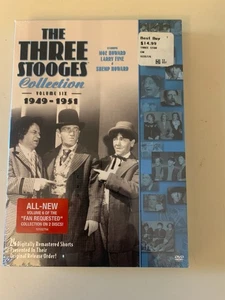 THE
THREE
STOOGES
Collection
VOLUME SIX
1949-1951
STARRING
MOE HOWARD
LARRY FINE
&
SHEMP HOWARD
Best Buy
$14.99
ALL-NEW
VOLUME 6 OF THE
"FAN REQUESTED"
COLLECTION ON 2 DISCS!
24 Digitally Remastered Shorts
Presented In Their
Original Release Order!
DVD